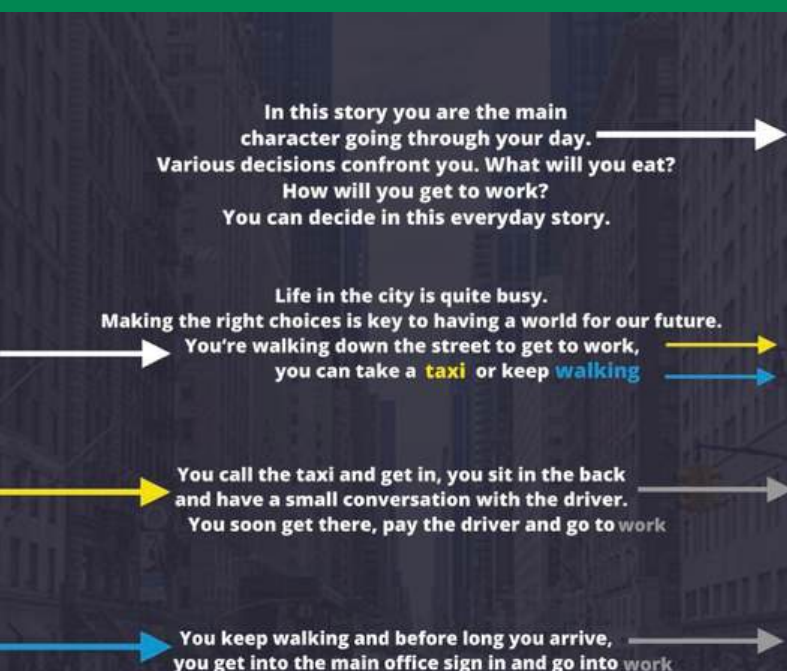 In this story you are the main
character going through your day.
Various decisions confront you. What will you eat?
How will you get to work?
You can decide in this everyday story.
Life in the city is quite busy.
Making the right choices is key to having a world for our future.
You're walking down the street to get to work,
you can take a taxi or keep walking
You call the taxi and get in, you sit in the back
and have a small conversation with the driver.
You soon get there, pay the driver and go to work
You keep walking and before long you arrive,
you get into the main office sign in and go into work